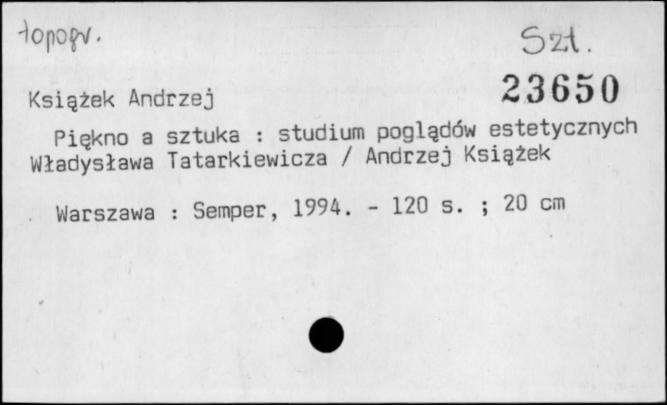 topogr.
Szt.
23650
Książek Andrzej
Piękno a sztuka : studium poglądów estetycznych
Władysława Tatarkiewicza / Andrzej Książek
Warszawa : Semper, 1994. - 120 s. ; 20 cm